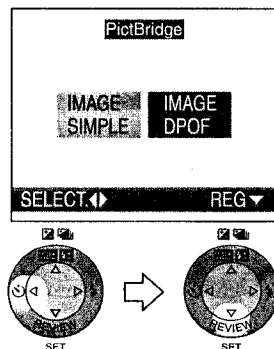 PictBridge
IMAGE SIMPLE
IMAGE DPOF
SELECT◀▶ REG▼
REVIEW REVIEW
SET SET